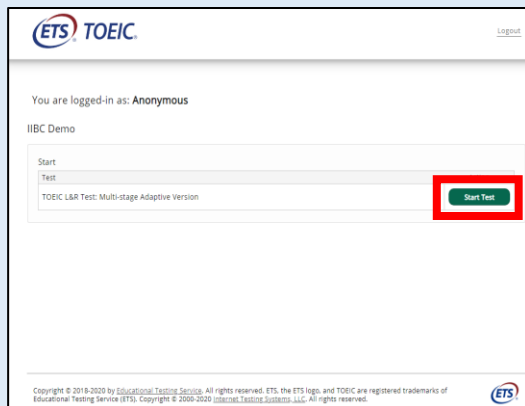 ETS TOEIC.
Logout
You are logged-in as: Anonymous
IIBC Demo
Start
Test
TOEIC L&R Test: Multi-stage Adaptive Version
Start Test
Copyright © 2018-2020 by Educational Testing Service. All rights reserved. ETS, the ETS logo, and TOEIC are registered trademarks of
Educational Testing Service (ETS). Copyright © 2000-2020 Internet Testing Systems, LLC. All rights reserved.
ETS